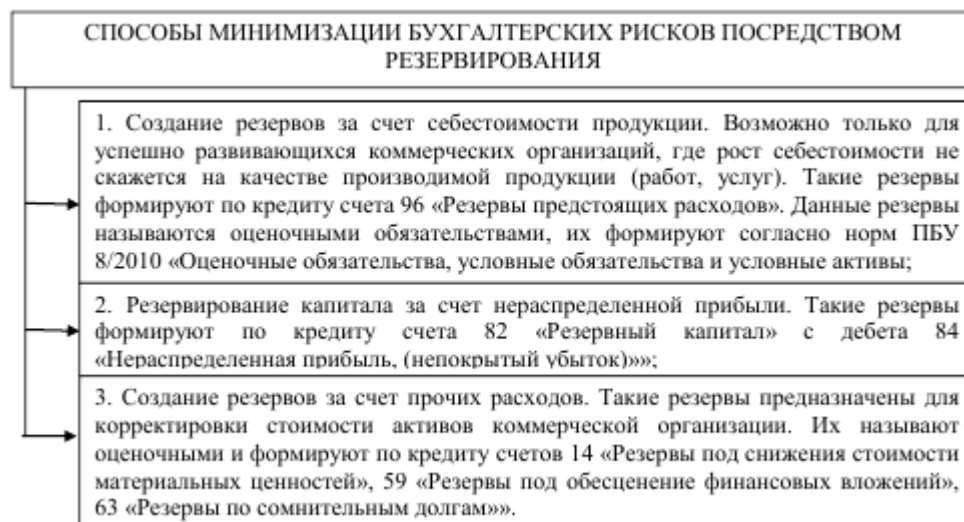 СПОСОБЫ МИНИМИЗАЦИИ БУХГАЛТЕРСКИХ РИСКОВ ПОСРЕДСТВОМ
РЕЗЕРВИРОВАНИЯ
1. Создание резервов за счет себестоимости продукции. Возможно только для
успешно развивающихся коммерческих организаций, где рост себестоимости не
скажется на качестве производимой продукции (работ, услуг). Такие резервы
формируют по кредиту счета 96 «Резервы предстоящих расходов». Данные резервы
называются оценочными обязательствами, их формируют согласно норм ПБУ
8/2010 «Оценочные обязательства, условные обязательства и условные активы;
2. Резервирование капитала за счет нераспределенной прибыли. Такие резервы
формируют по кредиту счета 82 «Резервный капитал» с дебета 84
«Нераспределенная прибыль, (непокрытый убыток)»»;
3. Создание резервов за счет прочих расходов. Такие резервы предназначены для
корректировки стоимости активов коммерческой организации. Их называют
оценочными и формируют по кредиту счетов 14 «Резервы под снижения стоимости
материальных ценностей», 59 «Резервы под обесценение финансовых вложений»,
63 «Резервы по сомнительным долгам»».